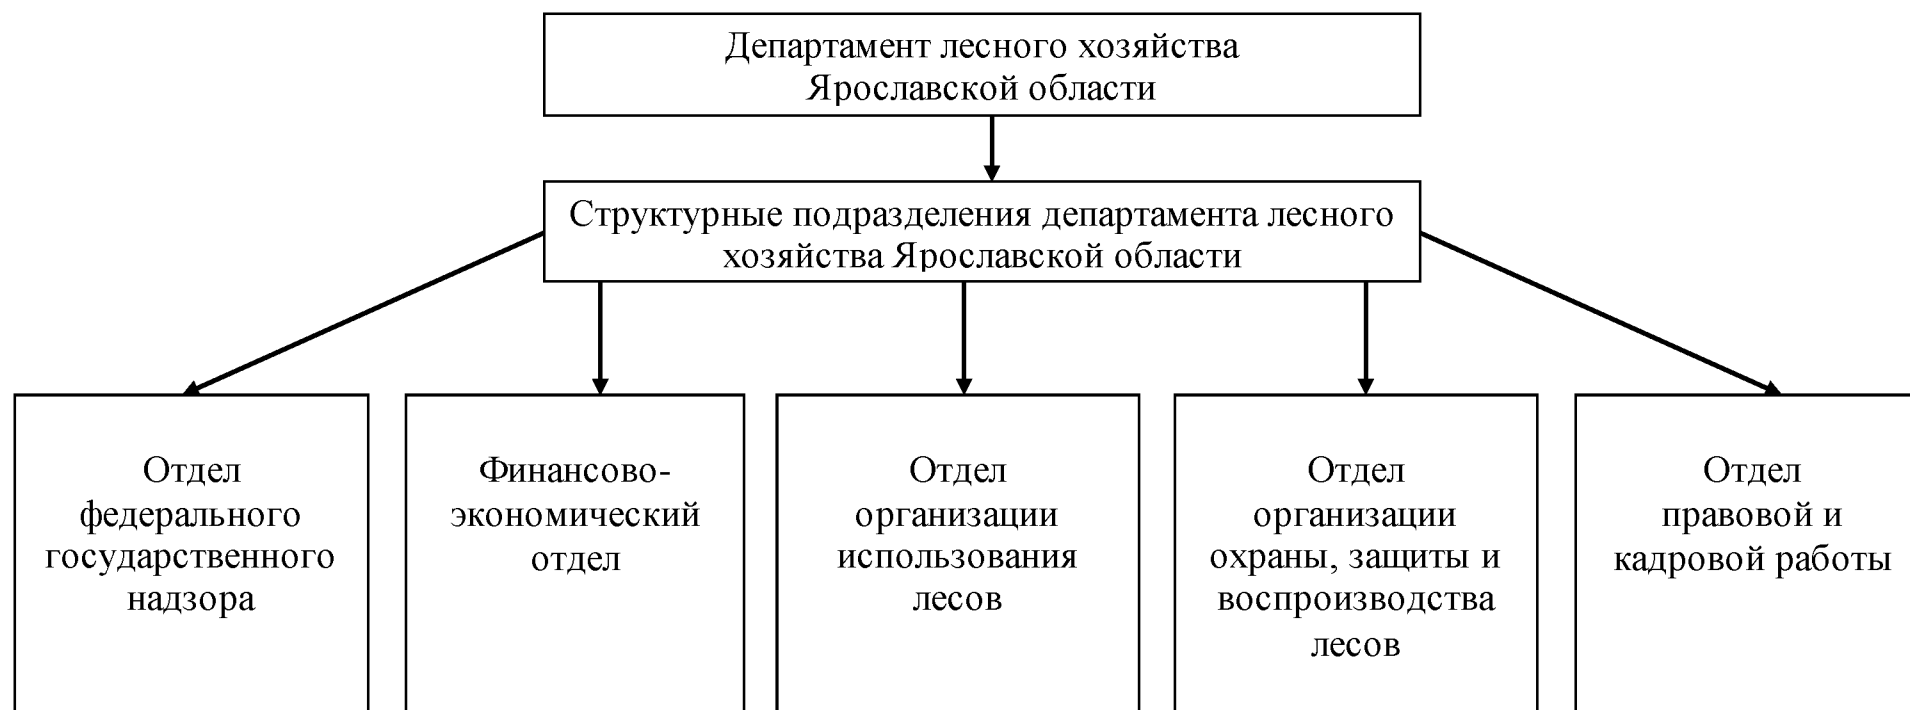 Департамент лесного хозяйства
Ярославской области
Структурные подразделения департамента лесного
хозяйства Ярославской области
Отдел
федерального
государственного
надзора
Финансово-
экономический
отдел
Отдел
организации
использования
лесов
Отдел
организации
охраны, защиты и
воспроизводства
лесов
Отдел
правовой и
кадровой работы